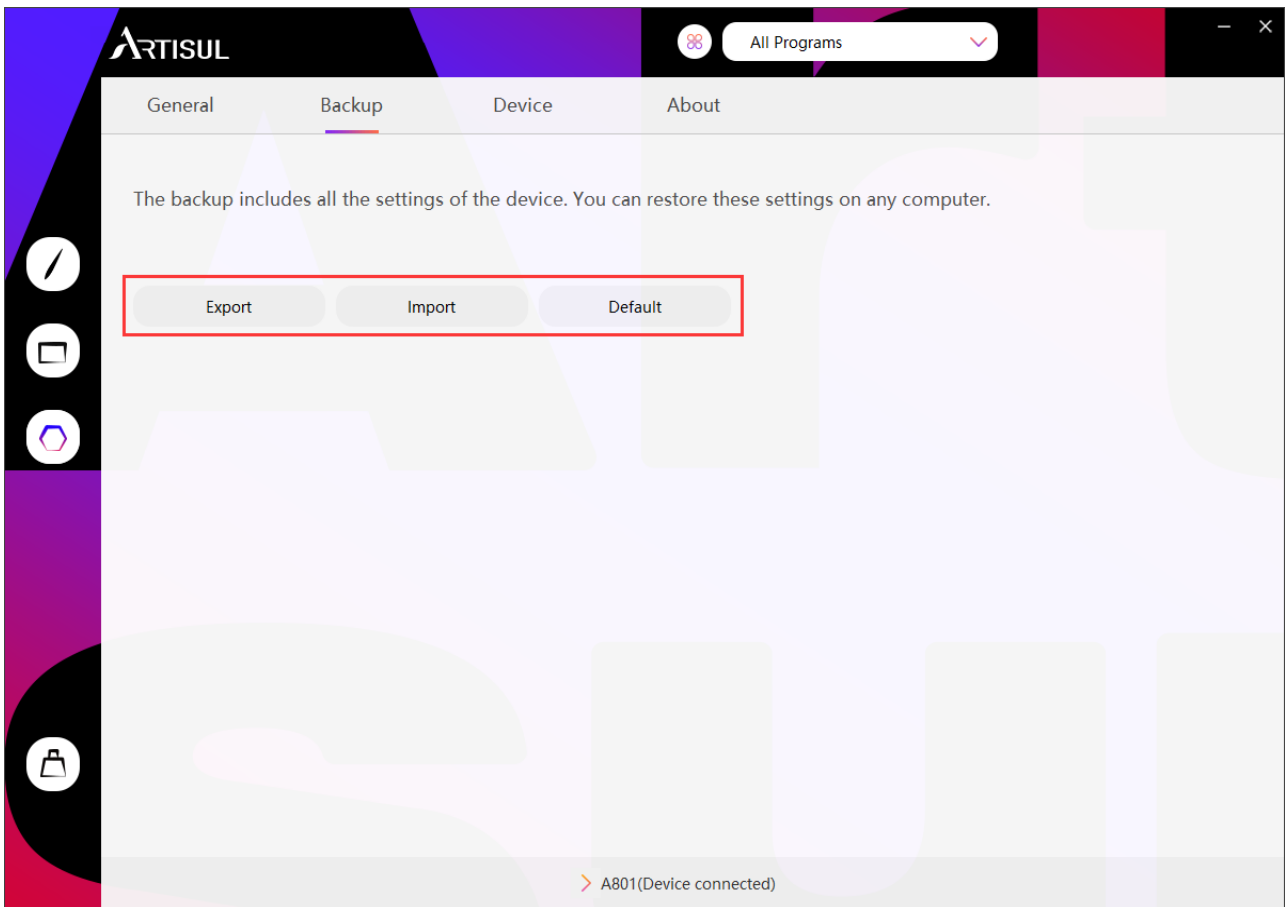 ARTISUL
All Programs
General Backup Device About
The backup includes all the settings of the device. You can restore these settings on any computer.
Export Import Default
A801(Device connected)